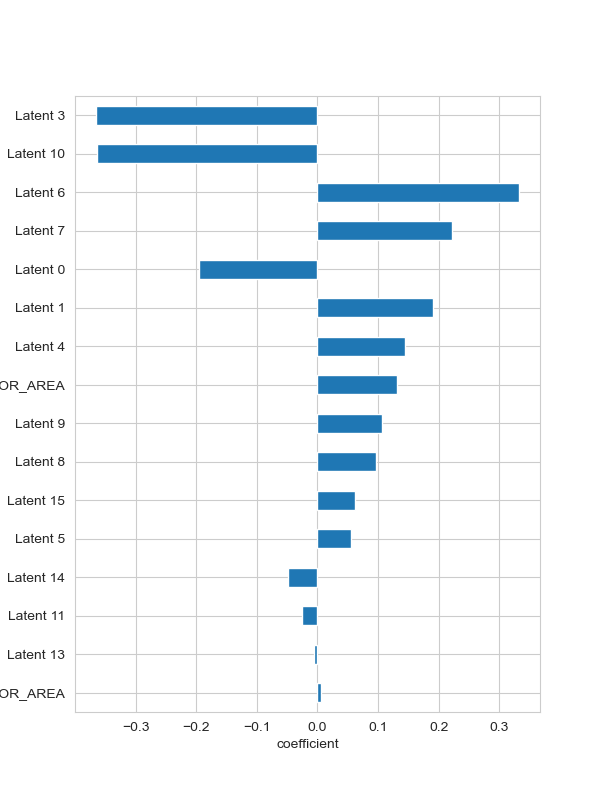 Latent 3
Latent 10
Latent 6
Latent 7
Latent 0
Latent 1
Latent 4
OR_AREA
Latent 9
Latent 8
Latent 15
Latent 5
Latent 14
Latent 11
Latent 13
OR_AREA
−0.3 −0.2 −0.1 0.0 0.1 0.2 0.3
coefficient